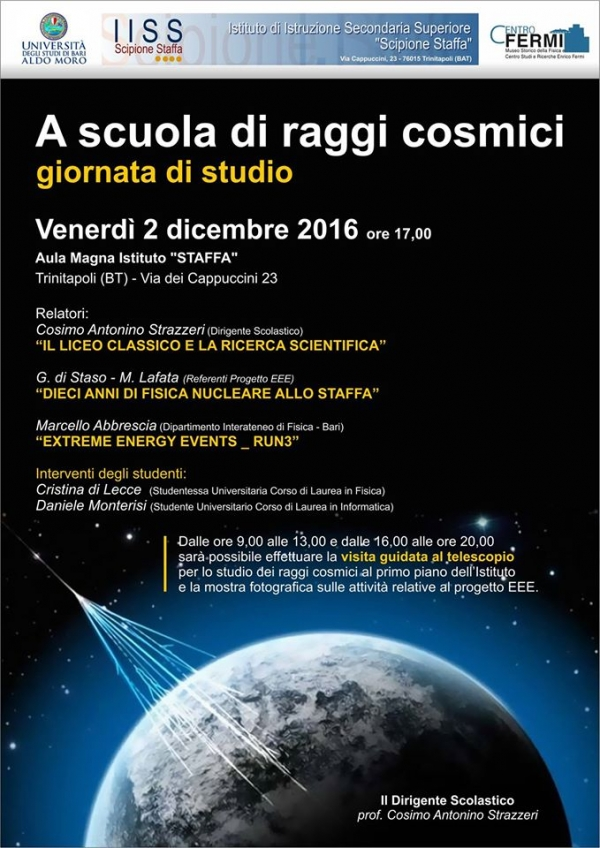 UNIVERSITÀ
DEGLI STUDI DI BARI
ALDO MORO
IISS
Scipione Staffa
Istituto di Istruzione Secondaria Superiore
"Scipione Staffa"
Via Cappuccini, 23 - 76015 Trinitapoli (BAT)
CENTRO
FERMI
Museo Storico della Fisica
Centro Studi e Ricerche Enrico Fermi
A scuola di raggi cosmici
giornata di studio
Venerdì 2 dicembre 2016 ore 17,00
Aula Magna Istituto "STAFFA"
Trinitapoli (BT) - Via dei Cappuccini 23
Relatori:
Cosimo Antonino Strazzeri (Dirigente Scolastico)
“IL LICEO CLASSICO E LA RICERCA SCIENTIFICA”
G. di Staso - M. Lafata (Referenti Progetto EEE)
“DIECI ANNI DI FISICA NUCLEARE ALLO STAFFA”
Marcello Abbrescia (Dipartimento Interateneo di Fisica - Bari)
“EXTREME ENERGY EVENTS _ RUN3”
Interventi degli studenti:
Cristina di Lecce (Studentessa Universitaria Corso di Laurea in Fisica)
Daniele Monterisi (Studente Universitario Corso di Laurea in Informatica)
Dalle ore 9,00 alle 13,00 e dalle 16,00 alle ore 20,00
sarà possibile effettuare la visita guidata al telescopio
per lo studio dei raggi cosmici al primo piano dell'Istituto
e la mostra fotografica sulle attività relative al progetto EEE.
Il Dirigente Scolastico
prof. Cosimo Antonino Strazzeri